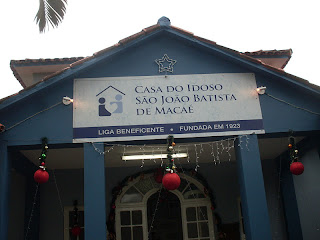 CASA DO IDOSO
SÃO JOÃO BATISTA
DE MACAÉ
LIGA BENEFICENTE • FUNDADA EM 1923